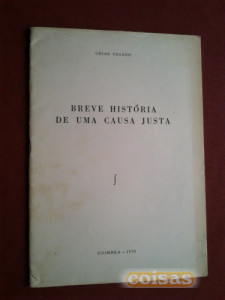 BREVE HISTÓRIA
DE UMA CAUSA JUSTA
COIMBRA
coisas